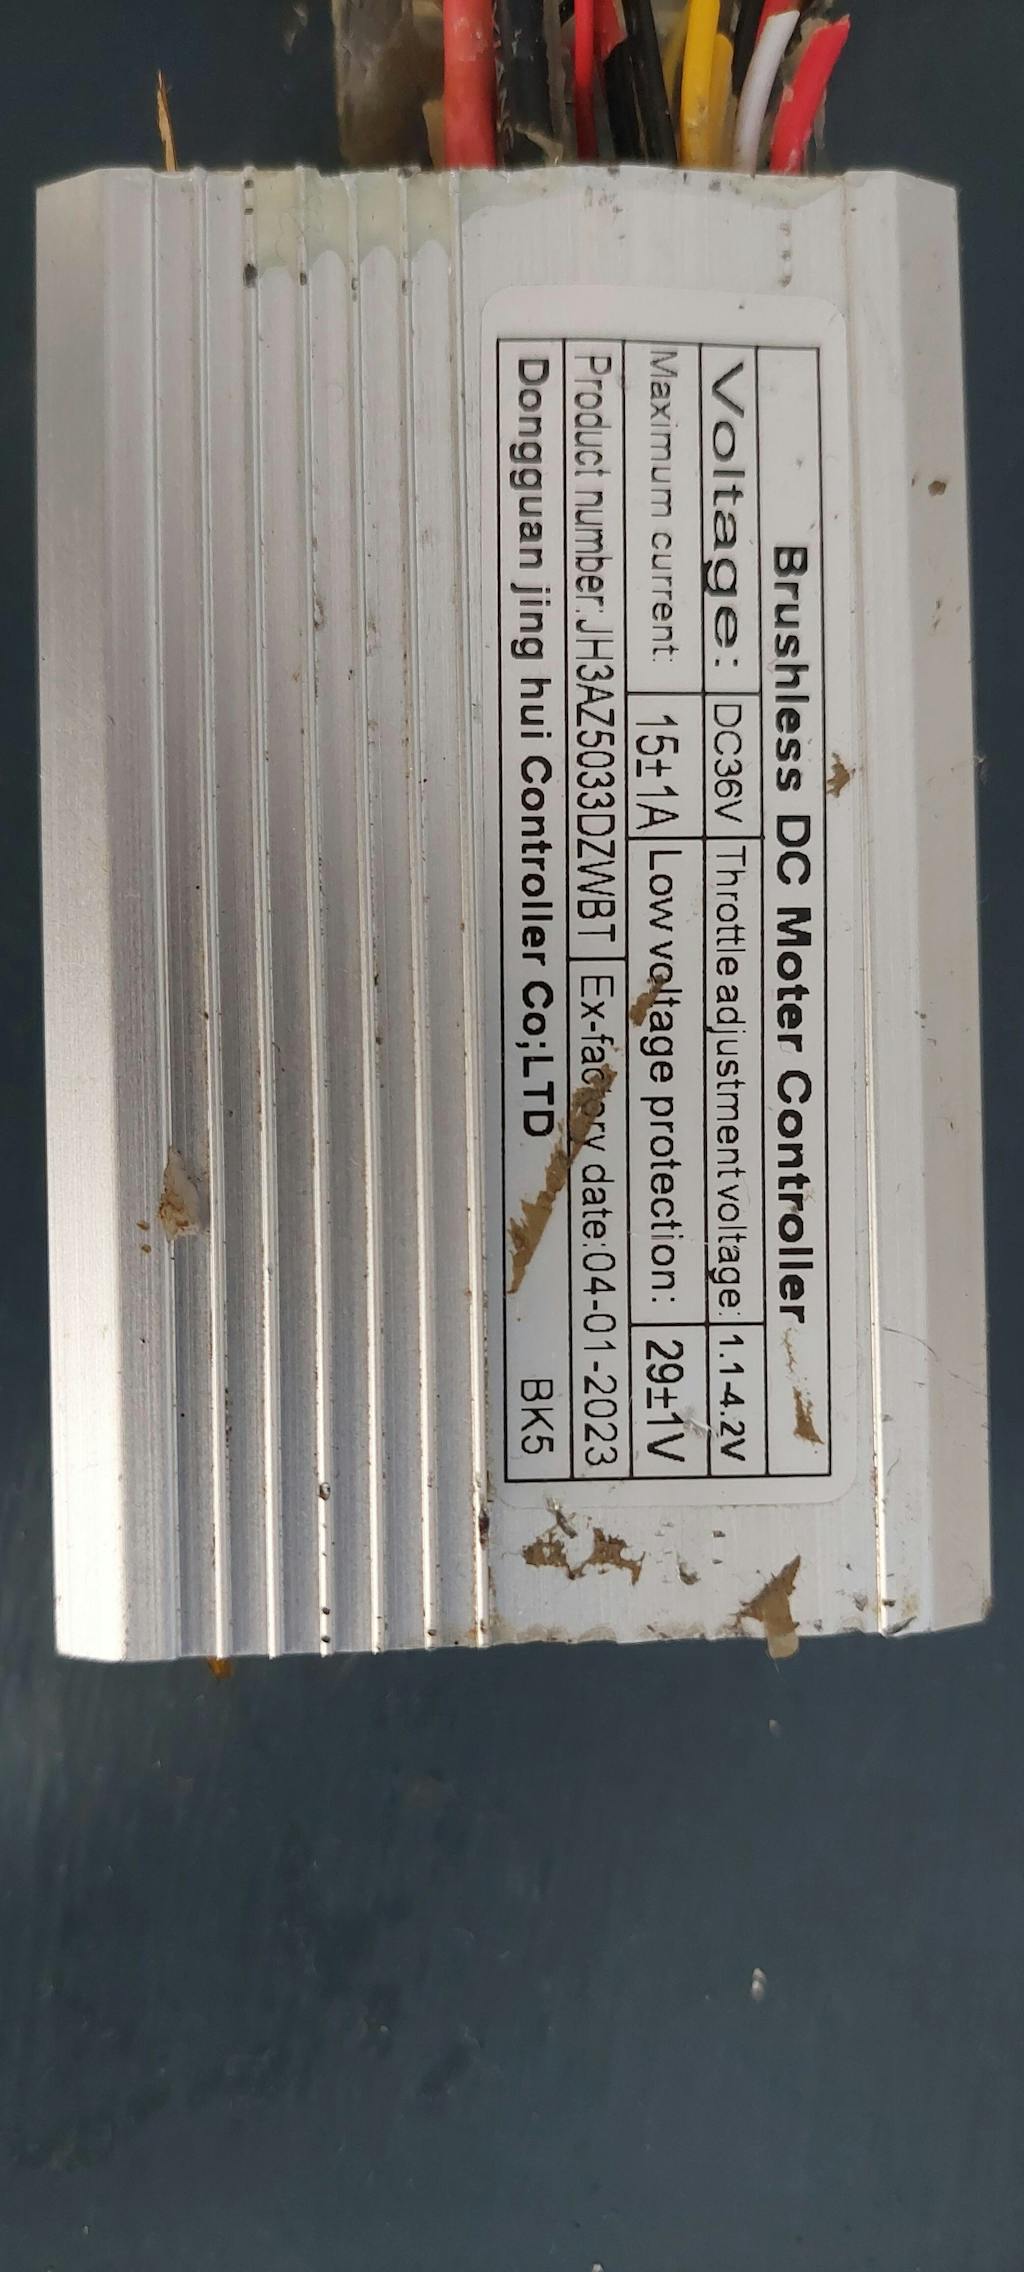 Brushless DC Moter Controller
Voltage: DC36V Throttle adjustment voltage: 1.1-4.2V
Maximum current: 15±1A Low voltage protection: 29±1V
Product number:JH3AZ5033DZWBT Ex-factory date:04-01-2023
Dongguan jing hui Controller Co;LTD BK5